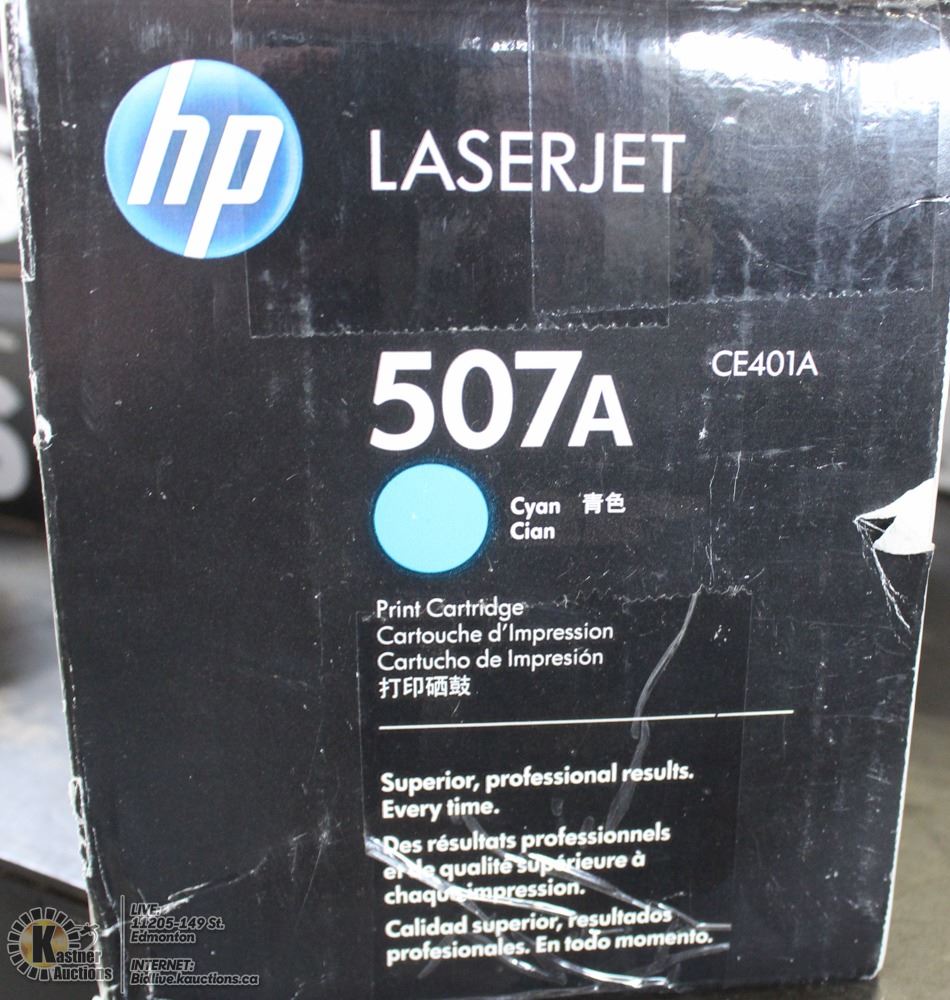 hp
LASERJET
507A
CE401A
Cyan 青色
Cian
Print Cartridge
Cartouche d'Impression
Cartucho de Impresión
打印硒鼓
Superior, professional results.
Every time.
Des résultats professionnels
et de qualité supérieure à
chaque impression.
Calidad superior, resultados
profesionales. En todo momento.
K
Kastner
Auctions
LIVE:
11205-149 St.
Edmonton
INTERNET:
Bidlive.kauctions.ca